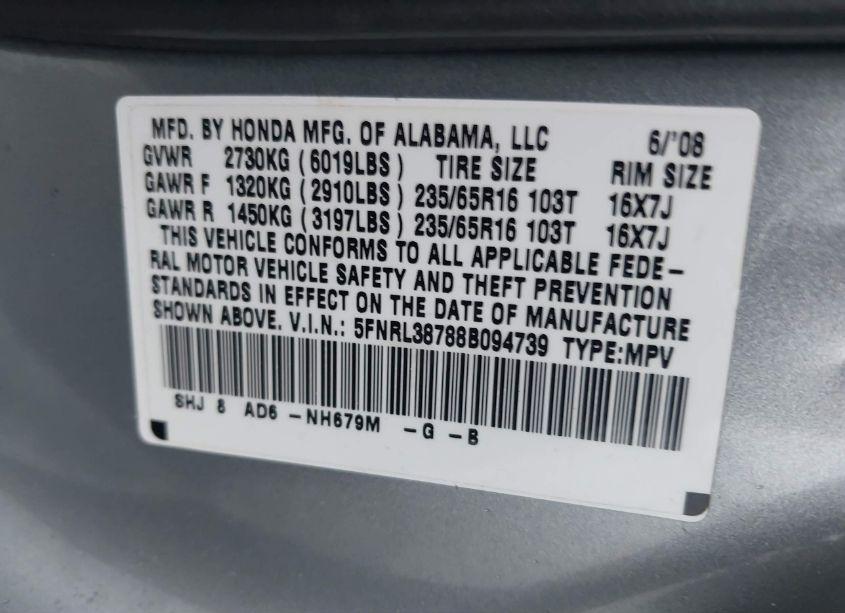 MFD. BY HONDA MFG. OF ALABAMA, LLC 6/'08
GVWR 2730KG (6019LBS) TIRE SIZE RIM SIZE
GAWR F 1320KG (2910LBS) 235/65R16 103T 16X7J
GAWR R 1450KG (3197LBS) 235/65R16 103T 16X7J
THIS VEHICLE CONFORMS TO ALL APPLICABLE FEDE-
RAL MOTOR VEHICLE SAFETY AND THEFT PREVENTION
STANDARDS IN EFFECT ON THE DATE OF MANUFACTURE
SHOWN ABOVE. V.I.N.: 5FNRL38788B094739 TYPE:MPV
SHJ 8 AD6 -NH679M -G -B